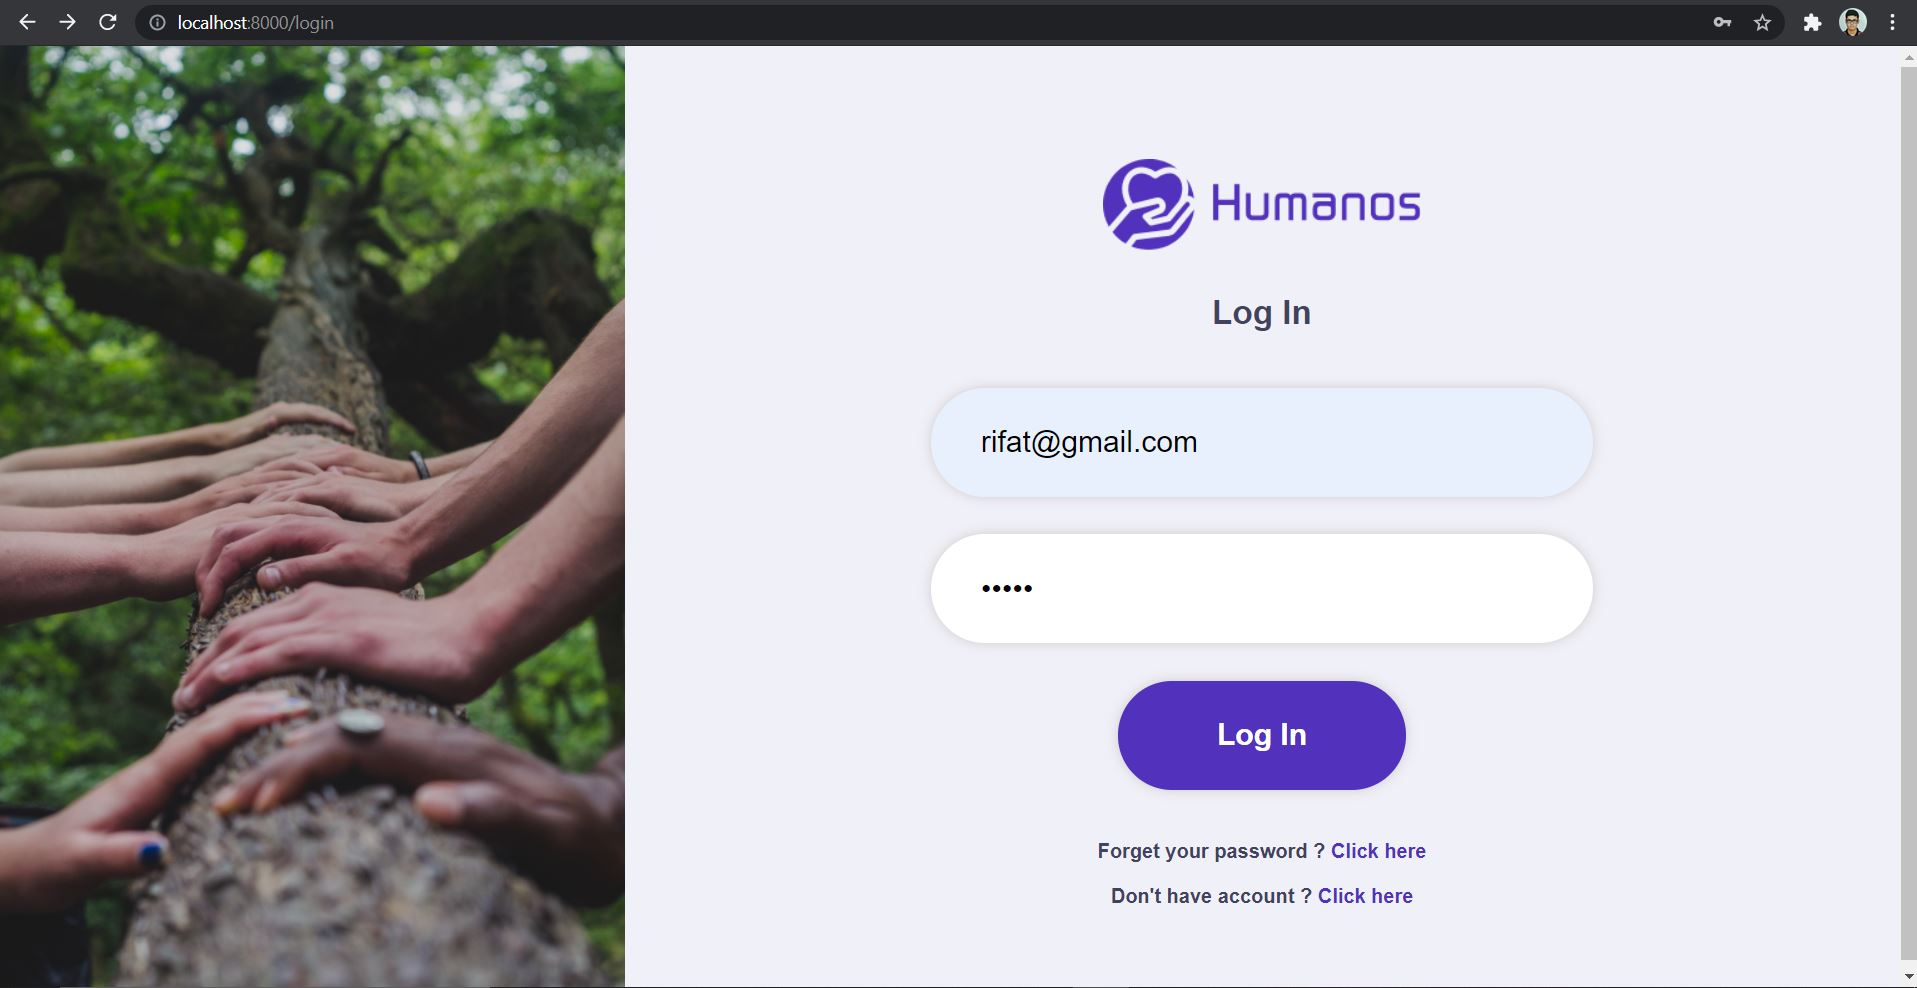 localhost:8000/login
Humanos
Log In
rifat@gmail.com
•••••
Log In
Forget your password ? Click here
Don't have account ? Click here